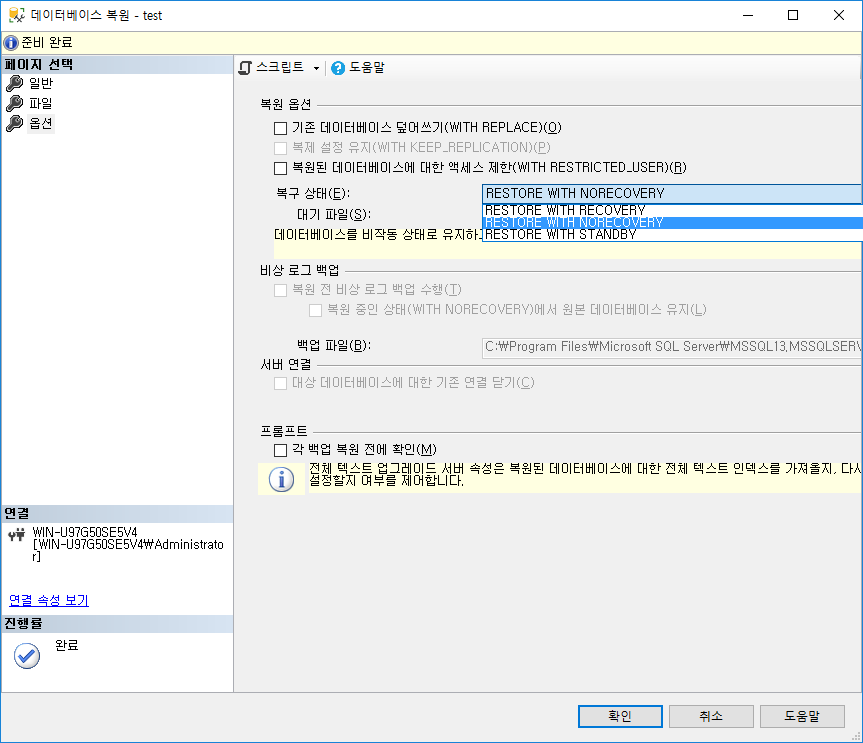 데이터베이스 복원 - test
준비 완료
페이지 선택
일반
파일
옵션
스크립트
도움말
복원 옵션
기존 데이터베이스 덮어쓰기(WITH REPLACE)(O)
복제 설정 유지(WITH KEEP_REPLICATION)(P)
복원된 데이터베이스에 대한 액세스 제한(WITH RESTRICTED_USER)(R)
복구 상태(E):
RESTORE WITH NORECOVERY
RESTORE WITH RECOVERY
RESTORE WITH NORECOVERY
RESTORE WITH STANDBY
대기 파일(S):
데이터베이스를 비작동 상태로 유지하
비상 로그 백업
복원 전 비상 로그 백업 수행(T)
복원 중인 상태(WITH NORECOVERY)에서 원본 데이터베이스 유지(L)
백업 파일(B):
C:₩Program Files₩Microsoft SQL Server₩MSSQL13,MSSQLSERV
서버 연결
대상 데이터베이스에 대한 기존 연결 닫기(C)
프롬프트
각 백업 복원 전에 확인(M)
전체 텍스트 업그레이드 서버 속성은 복원된 데이터베이스에 대한 전체 텍스트 인덱스를 가져올지, 다시
설정할지 여부를 제어합니다.
연결
WIN-U97G50SE5V4
[WIN-U97G50SE5V4₩Administrato
r]
연결 속성 보기
진행률
완료
확인
취소
도움말